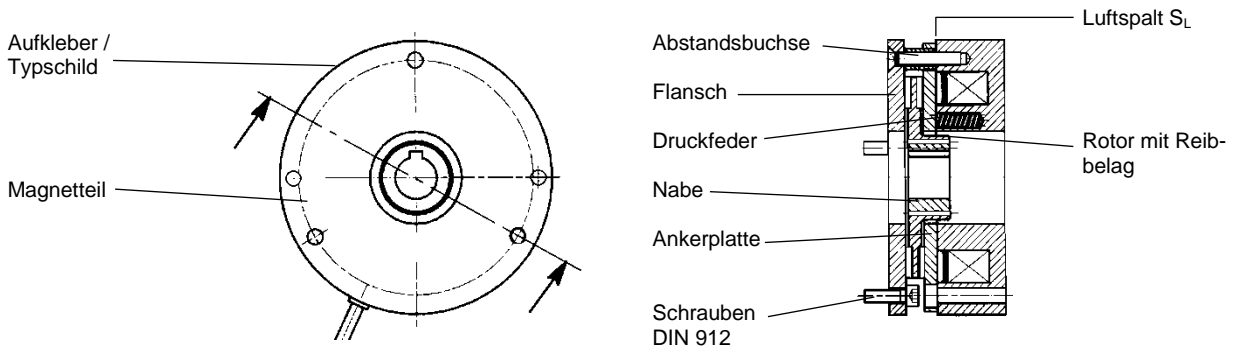 Aufkleber /
Typschild
Magnetteil
Abstandsbuchse
Flansch
Druckfeder
Nabe
Ankerplatte
Schrauben
DIN 912
Luftspalt SL
Rotor mit Reib-
belag